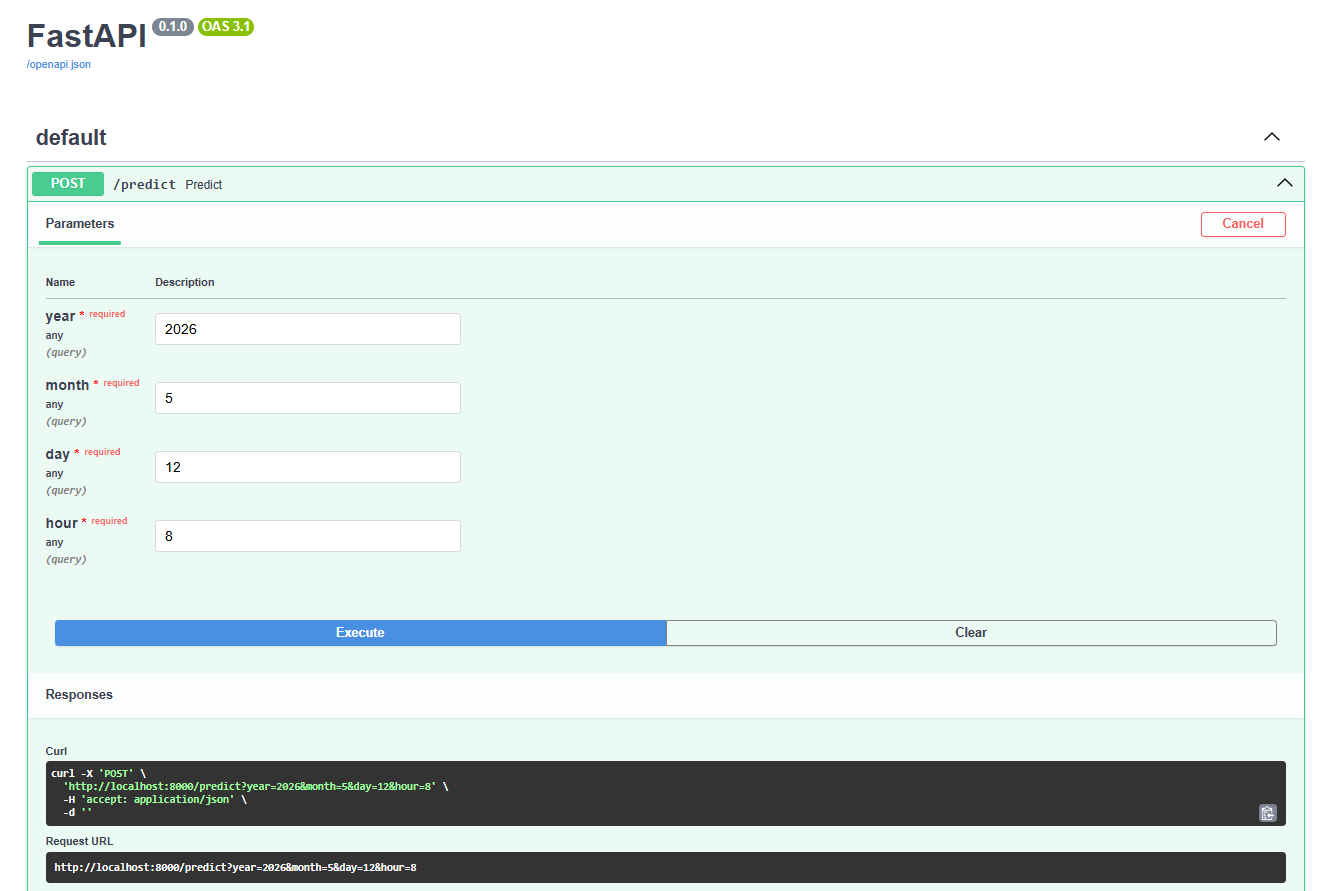 FastAPI 0.1.0 OAS 3.1
/openapi.json
default
POST /predict Predict
Parameters
Cancel
Name Description
year * required
any
(query)
2026
month * required
any
(query)
5
day * required
any
(query)
12
hour * required
any
(query)
8
Execute Clear
Responses
Curl
curl -X 'POST' \
  'http://localhost:8000/predict?year=2026&month=5&day=12&hour=8' \
  -H 'accept: application/json' \
  -d ''
Request URL
http://localhost:8000/predict?year=2026&month=5&day=12&hour=8